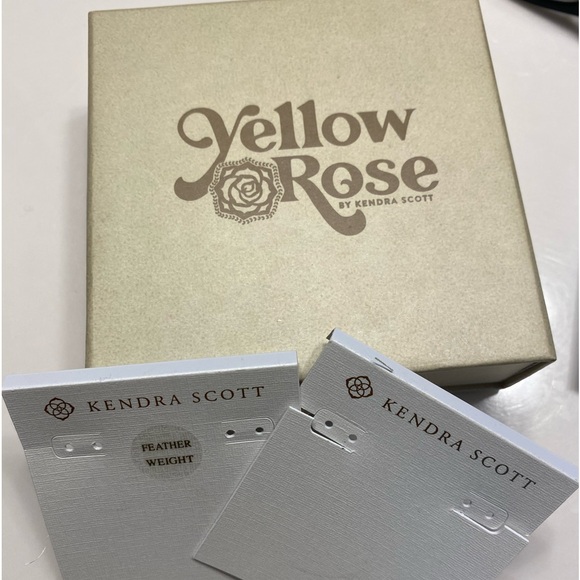 Yellow
Rose
BY KENDRA SCOTT
KENDRA SCOTT
FEATHER
WEIGHT
KENDRA SCOTT